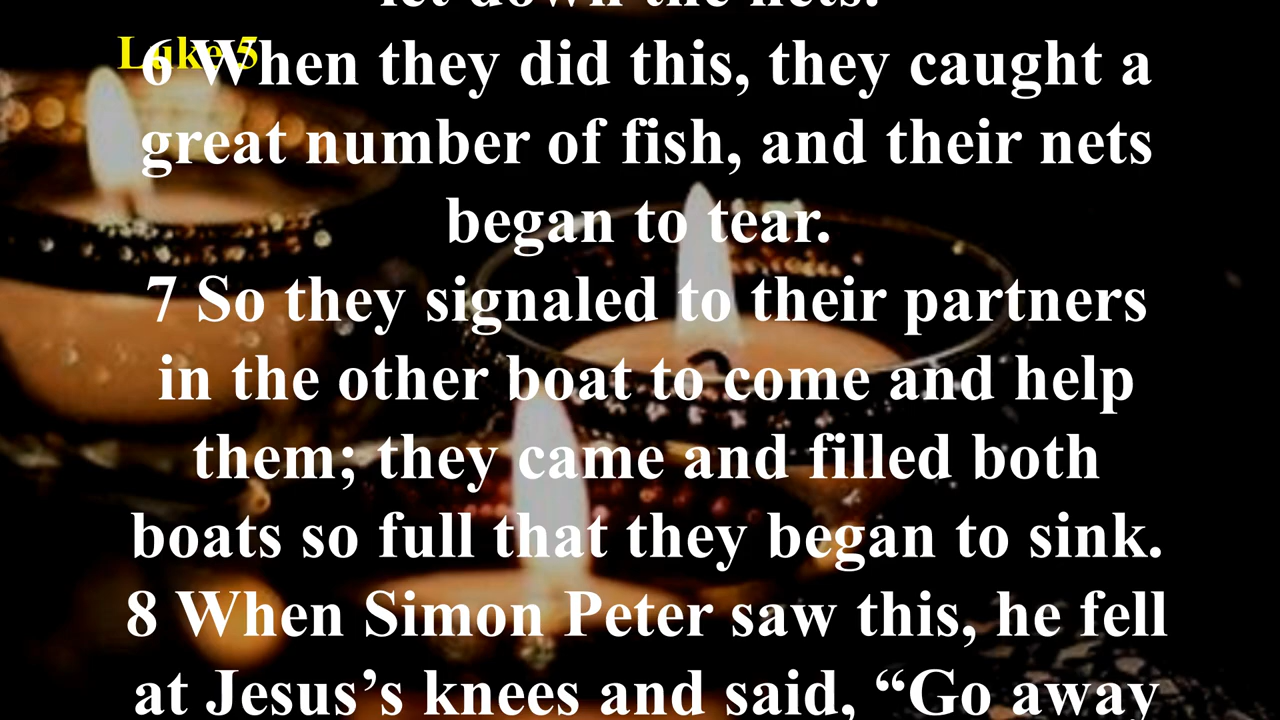 let down the nets.
Luke 5
6 When they did this, they caught a
great number of fish, and their nets
began to tear.
7 So they signaled to their partners
in the other boat to come and help
them; they came and filled both
boats so full that they began to sink.
8 When Simon Peter saw this, he fell
at Jesus’s knees and said, “Go away